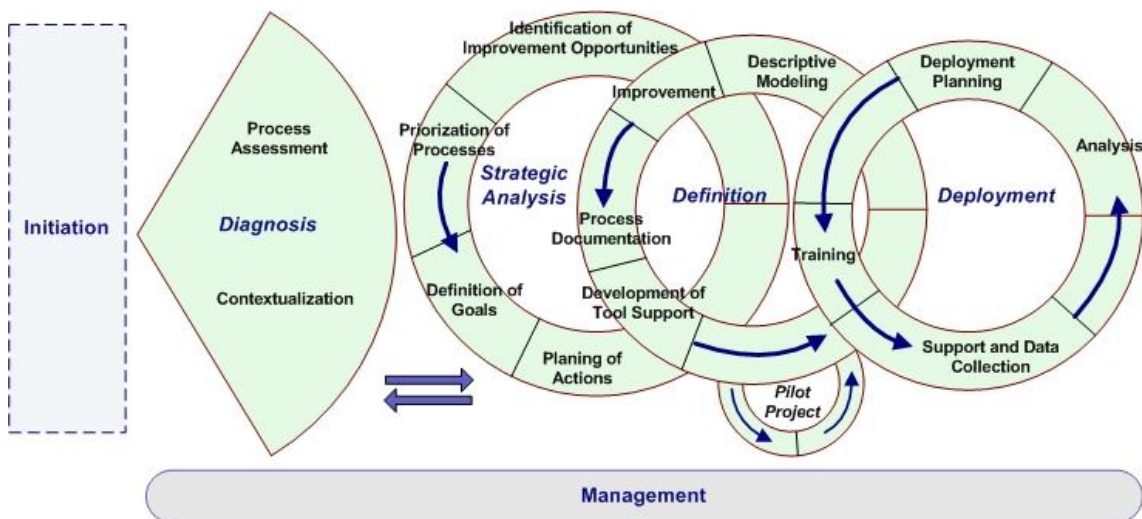 Initiation
Process
Assessment
Diagnosis
Contextualization
Identification of
Improvement Opportunities
Priorization of
Processes
Strategic
Analysis
Definition of
Goals
Planing of
Actions
Descriptive
Modeling
Improvement
Definition
Process
Documentation
Development of
Tool Support
Pilot
Project
Deployment
Planning
Analysis
Deployment
Training
Support and Data
Collection
Management